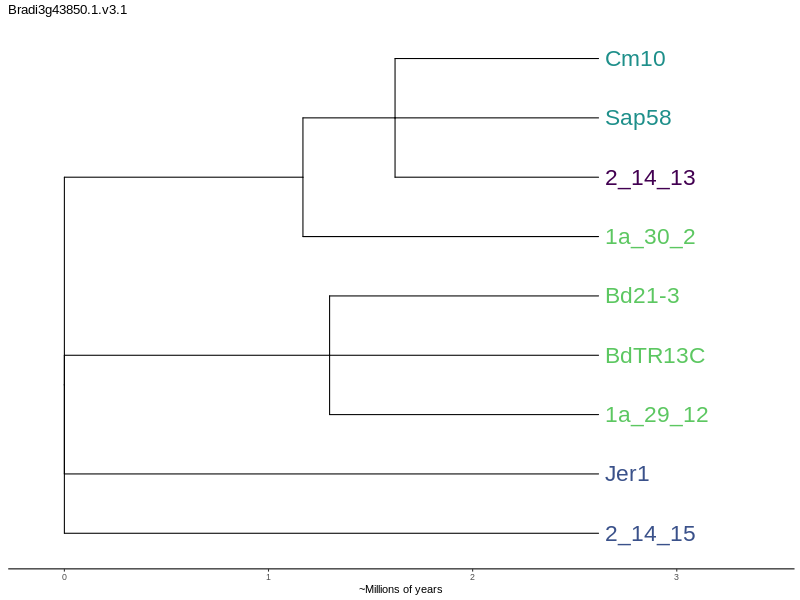 Bradi3g43850.1.v3.1
Cm10
Sap58
2_14_13
1a_30_2
Bd21-3
BdTR13C
1a_29_12
Jer1
2_14_15
0 1 2 3
~Millions of years